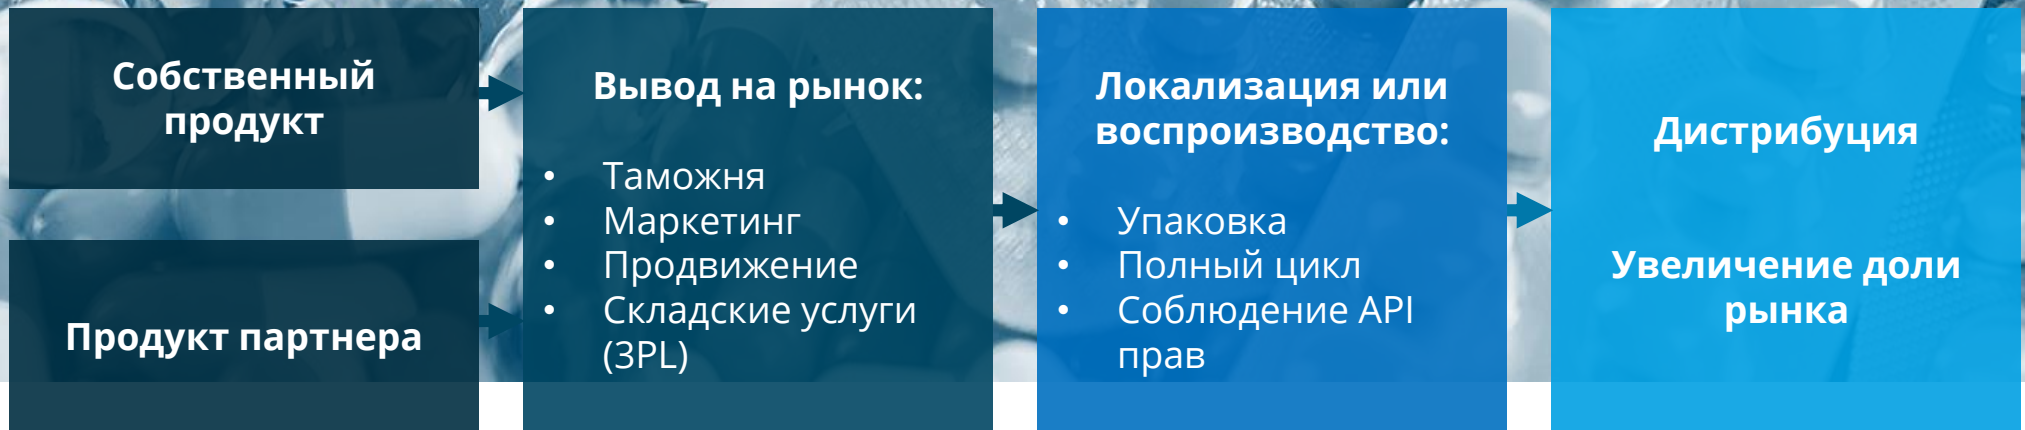 Собственный
продукт
Продукт партнера
Вывод на рынок:
• Таможня
• Маркетинг
• Продвижение
• Складские услуги
(3PL)
Локализация или
воспроизводство:
• Упаковка
• Полный цикл
• Соблюдение API
прав
Дистрибуция
Увеличение доли
рынка